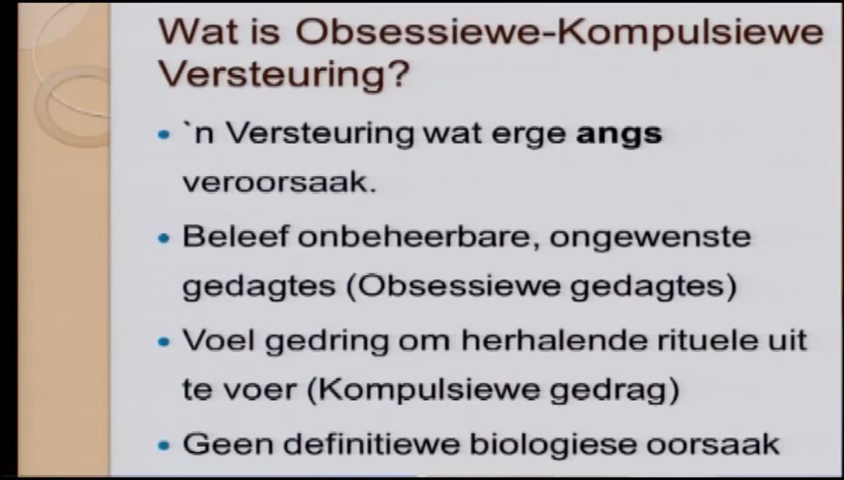 Wat is Obsessiewe-Kompulsiewe
Versteuring?
• `n Versteuring wat erge angs
veroorsaak.
• Beleef onbeheerbare, ongewenste
gedagtes (Obsessiewe gedagtes)
• Voel gedring om herhalende rituele uit
te voer (Kompulsiewe gedrag)
• Geen definitiewe biologiese oorsaak